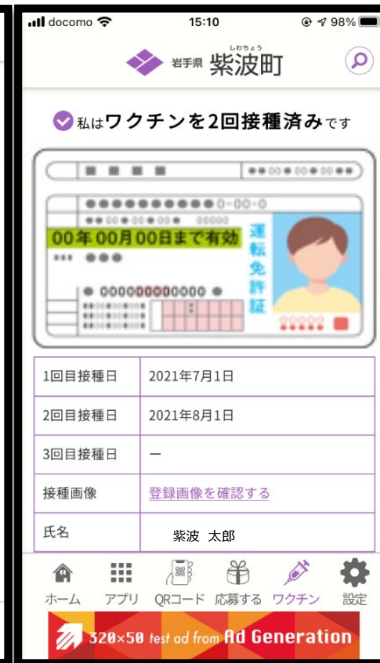 docomo 15:10 98%
しわちょう
岩手県 紫波町
私はワクチンを2回接種済みです
0-00-0
00年00月00日まで有効
運転免許証
1回目接種日 2021年7月1日
2回目接種日 2021年8月1日
3回目接種日 ー
接種画像 登録画像を確認する
氏名 紫波 太郎
ホーム アプリ QRコード 応募する ワクチン 設定
320×50 test ad from Ad Generation